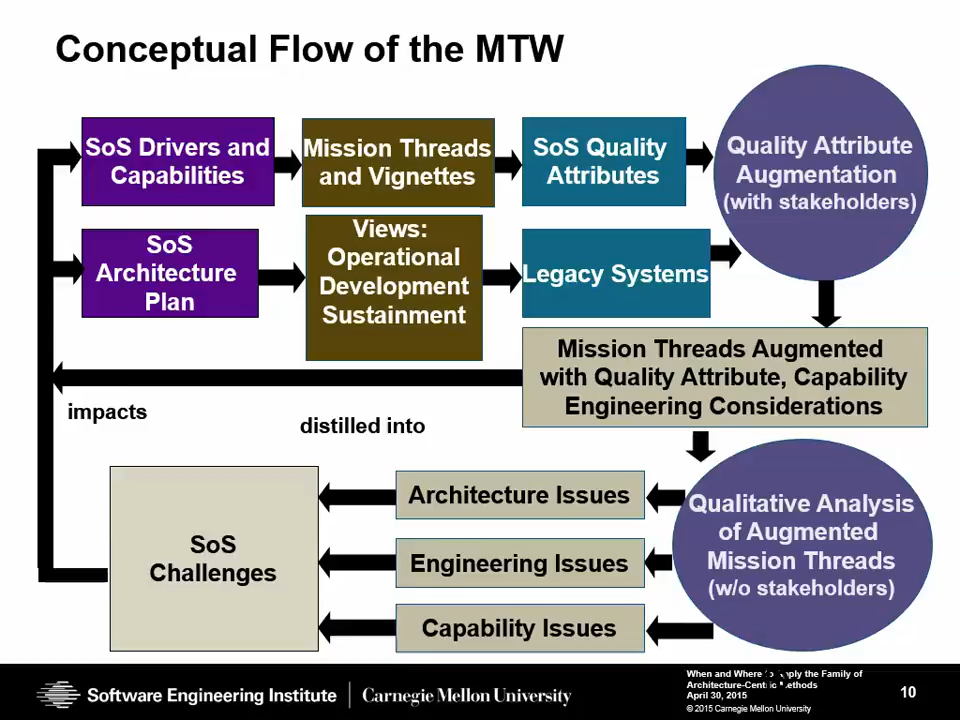 Conceptual Flow of the MTW
SoS Drivers and
Capabilities
Mission Threads
and Vignettes
SoS Quality
Attributes
Quality Attribute
Augmentation
(with stakeholders)
SoS
Architecture
Plan
Views:
Operational
Development
Sustainment
Legacy Systems
Mission Threads Augmented
with Quality Attribute, Capability
Engineering Considerations
impacts
distilled into
SoS
Challenges
Architecture Issues
Engineering Issues
Capability Issues
Qualitative Analysis
of Augmented
Mission Threads
(w/o stakeholders)
Software Engineering Institute
Carnegie Mellon University
When and Where the Family of
Architecture-Centric
April 30, 2015
© 2015 Carnegie Mellon University
10